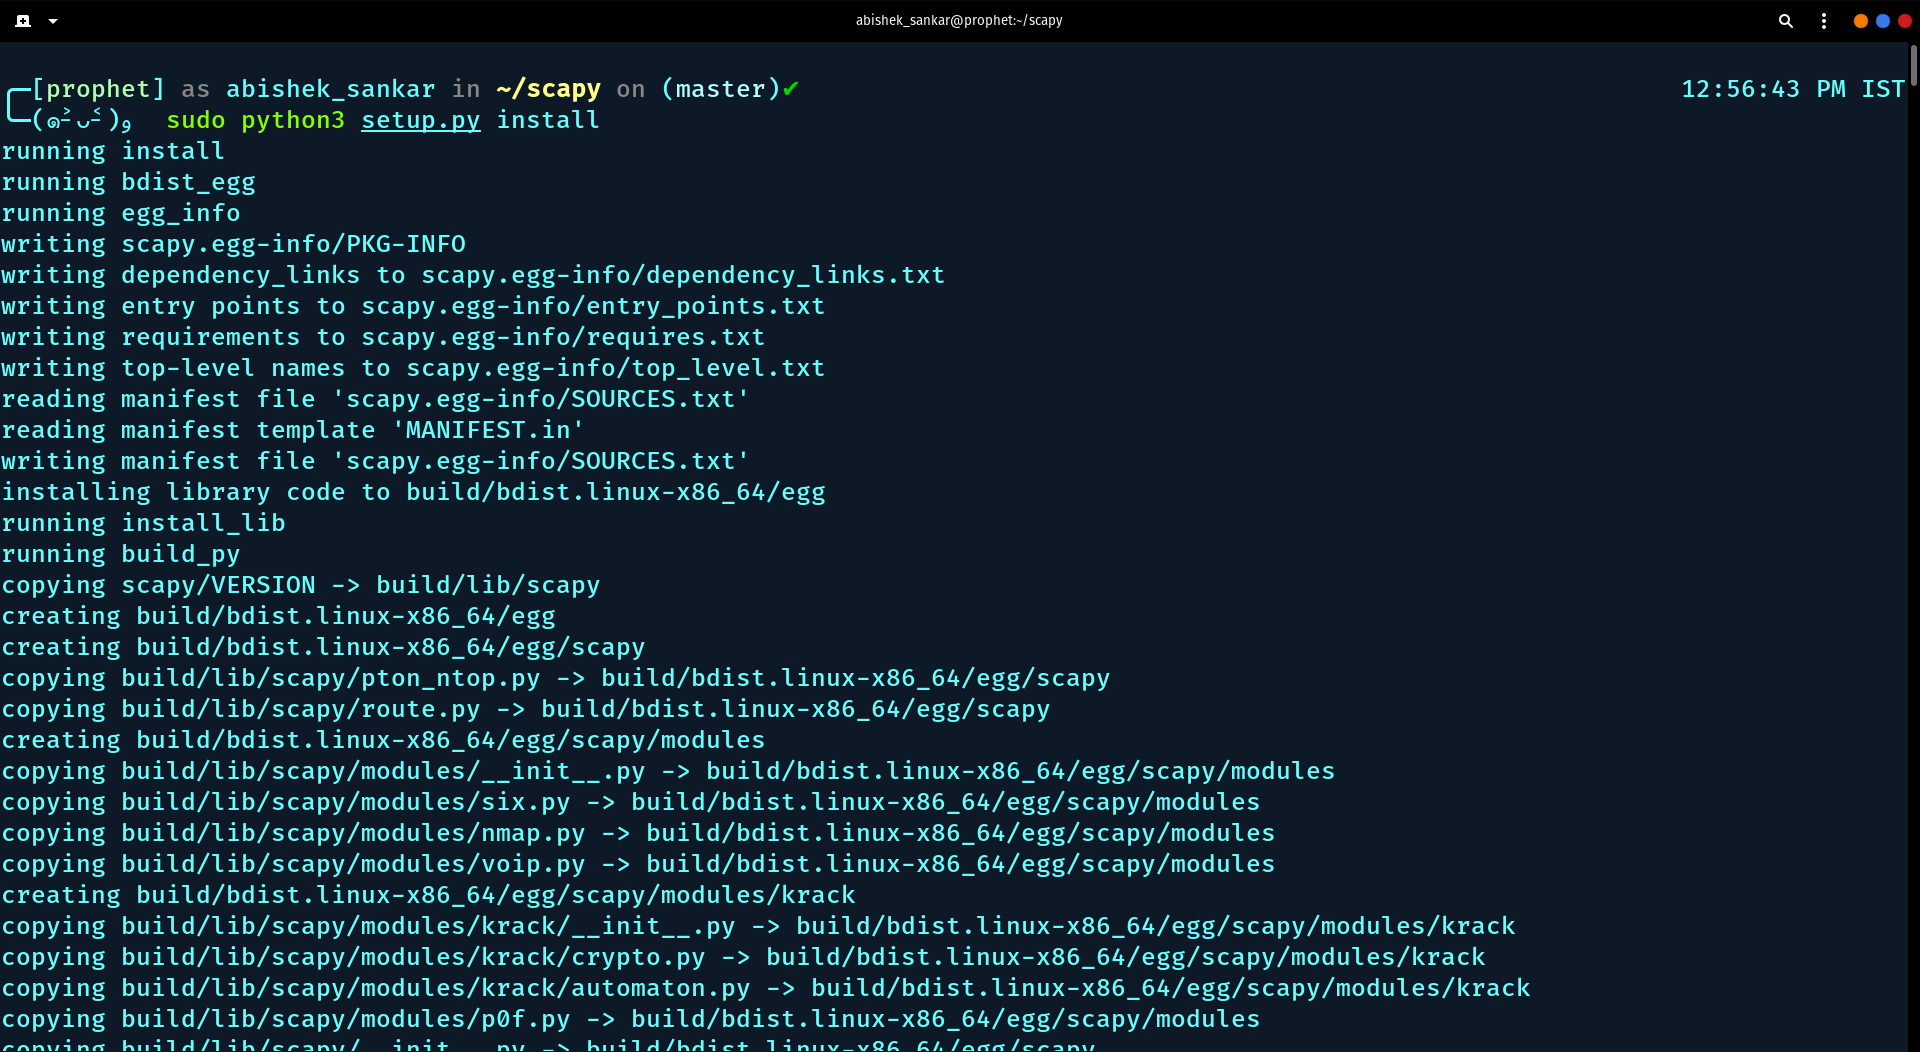 abishek_sankar@prophet:~/scapy
[prophet] as abishek_sankar in ~/scapy on (master)✔ 12:56:43 PM IST
sudo python3 setup.py install
running install
running bdist_egg
running egg_info
writing scapy.egg-info/PKG-INFO
writing dependency_links to scapy.egg-info/dependency_links.txt
writing entry points to scapy.egg-info/entry_points.txt
writing requirements to scapy.egg-info/requires.txt
writing top-level names to scapy.egg-info/top_level.txt
reading manifest file 'scapy.egg-info/SOURCES.txt'
reading manifest template 'MANIFEST.in'
writing manifest file 'scapy.egg-info/SOURCES.txt'
installing library code to build/bdist.linux-x86_64/egg
running install_lib
running build_py
copying scapy/VERSION -> build/lib/scapy
creating build/bdist.linux-x86_64/egg
creating build/bdist.linux-x86_64/egg/scapy
copying build/lib/scapy/pton_ntop.py -> build/bdist.linux-x86_64/egg/scapy
copying build/lib/scapy/route.py -> build/bdist.linux-x86_64/egg/scapy
creating build/bdist.linux-x86_64/egg/scapy/modules
copying build/lib/scapy/modules/__init__.py -> build/bdist.linux-x86_64/egg/scapy/modules
copying build/lib/scapy/modules/six.py -> build/bdist.linux-x86_64/egg/scapy/modules
copying build/lib/scapy/modules/nmap.py -> build/bdist.linux-x86_64/egg/scapy/modules
copying build/lib/scapy/modules/voip.py -> build/bdist.linux-x86_64/egg/scapy/modules
creating build/bdist.linux-x86_64/egg/scapy/modules/krack
copying build/lib/scapy/modules/krack/__init__.py -> build/bdist.linux-x86_64/egg/scapy/modules/krack
copying build/lib/scapy/modules/krack/crypto.py -> build/bdist.linux-x86_64/egg/scapy/modules/krack
copying build/lib/scapy/modules/krack/automaton.py -> build/bdist.linux-x86_64/egg/scapy/modules/krack
copying build/lib/scapy/modules/p0f.py -> build/bdist.linux-x86_64/egg/scapy/modules
copying build/lib/scapy/__init__.py -> build/bdist.linux-x86_64/egg/scapy